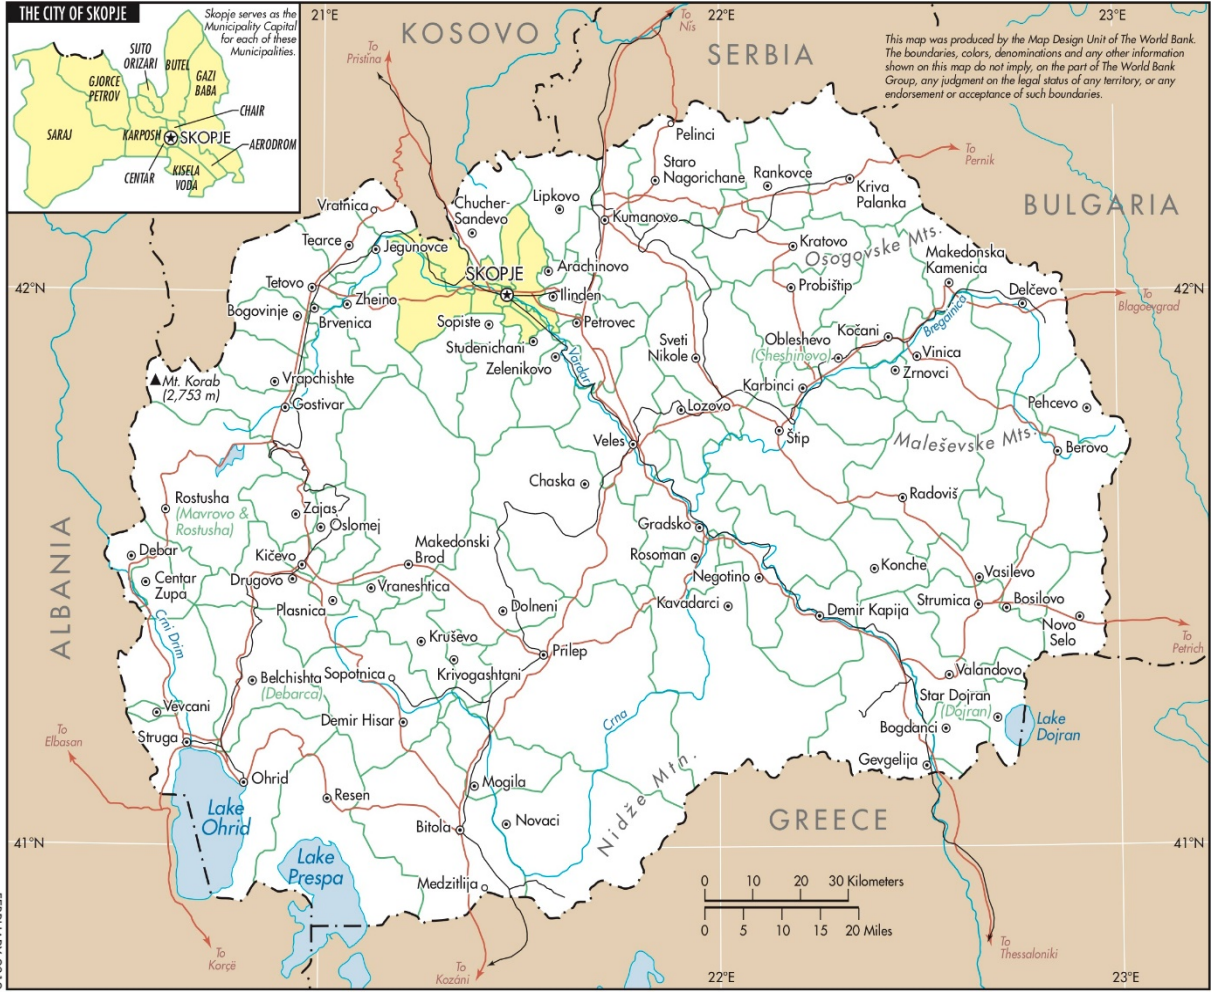 THE CITY OF SKOPJE
Skopje serves as the
Municipality Capital
for each of these
Municipalities.
SUTO
ORIZARI
BUTEL
GJORCE
PETROV
GAZI
BABA
CHAIR
SARAJ
KARPOSH
SKOPJE
AERODROM
CENTAR
KISELA
VODA
21°E
22°E
23°E
To
Priština
KOSOVO
To
Nis
SERBIA
This map was produced by the Map Design Unit of The World Bank.
The boundaries, colors, denominations and any other information
shown on this map do not imply, on the part of The World Bank
Group, any judgment on the legal status of any territory, or any
endorsement or acceptance of such boundaries.
Pelinci
To
Pernik
Staro
Nagorichane
Rankovce
Kriva
Palanka
BULGARIA
Vratnica
Chucher-
Sandevo
Lipkovo
Kumanovo
Tearce
Jegunovce
Kratovo
Osogovske Mts.
Makedonska
Kamenica
SKOPJE
Arachinovo
42°N
Tetovo
Zheino
Ilinden
Probištip
Delčevo
42°N
To
Blagoevgrad
Bogovinje
Brvenica
Sopiste
Petrovec
Bregalnica
Studenichani
Zelenikovo
Vardar
Sveti
Nikole
Obleshevo
(Cheshinovo)
Kočani
Vinica
Zrnovci
Mt. Korab
(2,753 m)
Vrapchishte
Karbinci
Gostivar
Lozovo
Pehcevo
Štip
Veles
Maleševske Mts.
Berovo
Chaska
Rostusha
(Mavrovo &
Rostusha)
Zajas
Oslomej
Radoviš
Gradsko
Makedonski
Brod
Debar
Kičevo
Rosoman
ALBANIA
Centar
Zupa
Drugovo
Vraneshtica
Negotino
Konche
Vasilevo
Plasnica
Dolneni
Kavadarci
Demir Kapija
Strumica
Bosilovo
Novo
Selo
To
Petrich
Crni Drim
Kruševo
Prilep
Belchishta
(Debarca)
Sopotnica
Krivogashtani
Valandovo
Vevcani
Demir Hisar
Crna
Star Dojran
(Dojran)
Lake
Dojran
Struga
To
Elbasan
Bogdanci
Gevgelija
Ohrid
Mogila
Nidže Mtn.
Resen
Lake
Ohrid
Bitola
Novaci
GREECE
41°N
41°N
Lake
Prespa
Medzitlija
0 10 20 30 Kilometers
0 5 10 15 20 Miles
To
Korçë
To
Kozáni
To
Thessaloniki
22°E
23°E